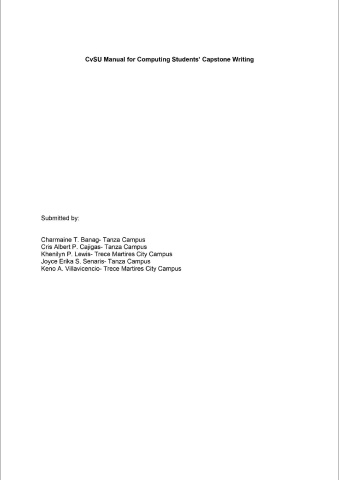 CvSU Manual for Computing Students' Capstone Writing
Submitted by:
Charmaine T. Banag- Tanza Campus
Cris Albert P. Cajigas- Tanza Campus
Khenilyn P. Lewis- Trece Martires City Campus
Joyce Erika S. Senaris- Tanza Campus
Keno A. Villavicencio- Trece Martires City Campus